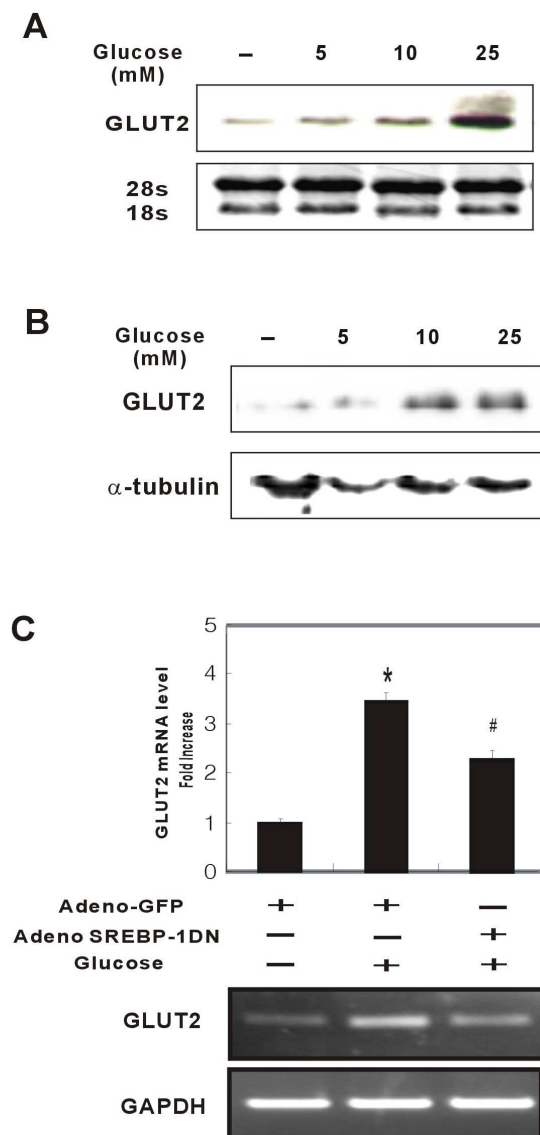 A
Glucose (mM) – 5 10 25
GLUT2
28s
18s
B
Glucose (mM) – 5 10 25
GLUT2
α-tubulin
C
GLUT2 mRNA level
Fold Increase
5
4
3
2
1
0
*
#
Adeno-GFP + + –
Adeno SREBP-1DN – – +
Glucose – + +
GLUT2
GAPDH